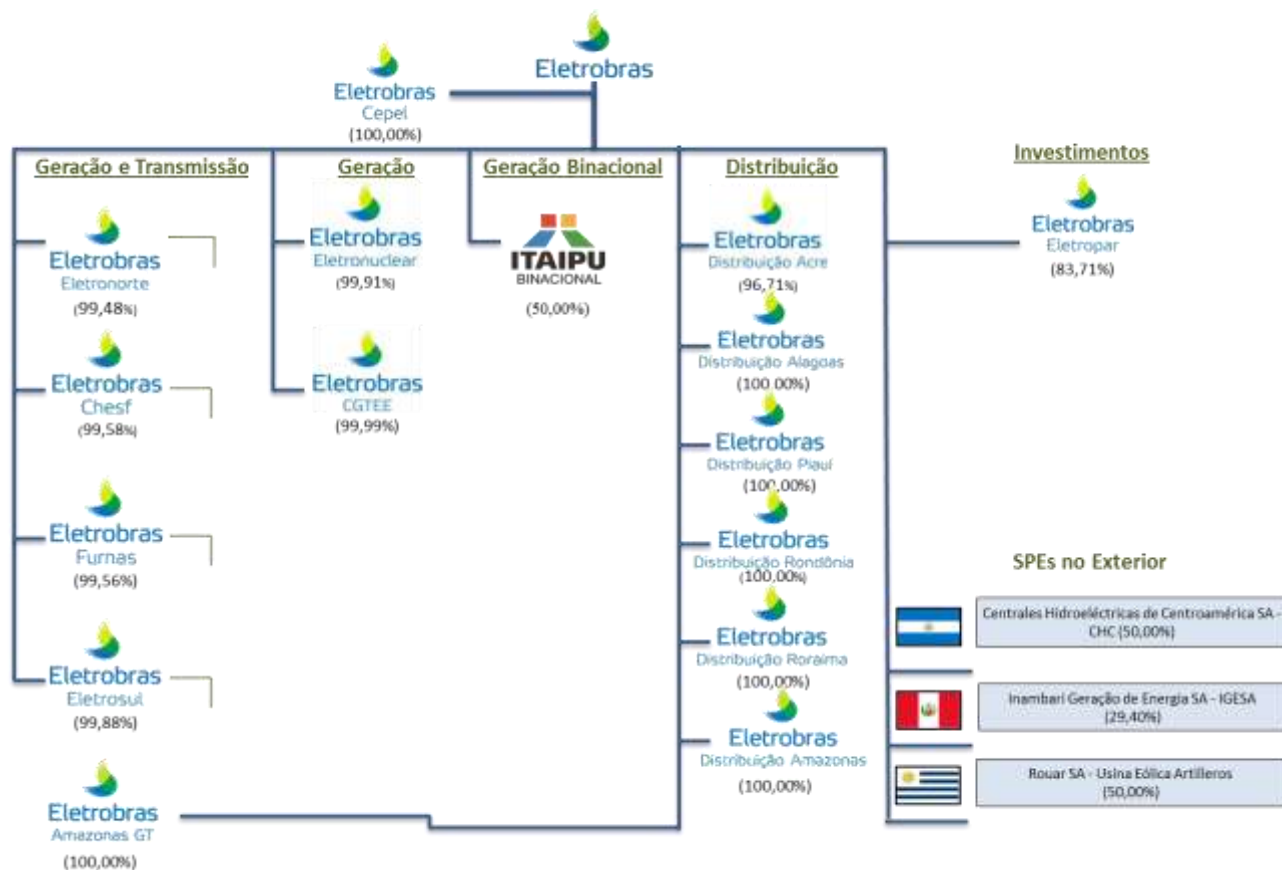 Eletrobras
Eletrobras
Cepel
(100,00%)
Geração e Transmissão
Eletrobras
Eletronorte
(99,48%)
Eletrobras
Chesf
(99,58%)
Eletrobras
Furnas
(99,56%)
Eletrobras
Eletrosul
(99,88%)
Eletrobras
Amazonas GT
(100,00%)
Geração
Eletrobras
Eletronuclear
(99,91%)
Eletrobras
CGTEE
(99,99%)
Geração Binacional
ITAIPU
BINACIONAL
(50,00%)
Distribuição
Eletrobras
Distribuição Acre
(96,71%)
Eletrobras
Distribuição Alagoas
(100,00%)
Eletrobras
Distribuição Piauí
(100,00%)
Eletrobras
Distribuição Rondônia
(100,00%)
Eletrobras
Distribuição Roraima
(100,00%)
Eletrobras
Distribuição Amazonas
(100,00%)
Investimentos
Eletrobras
Eletropar
(83,71%)
SPEs no Exterior
Centrales Hidroeléctricas de Centroamérica SA -
CHC (50,00%)
Inambari Geração de Energia SA - IGESA
(29,40%)
Rouar SA - Usina Eólica Artilleros
(50,00%)